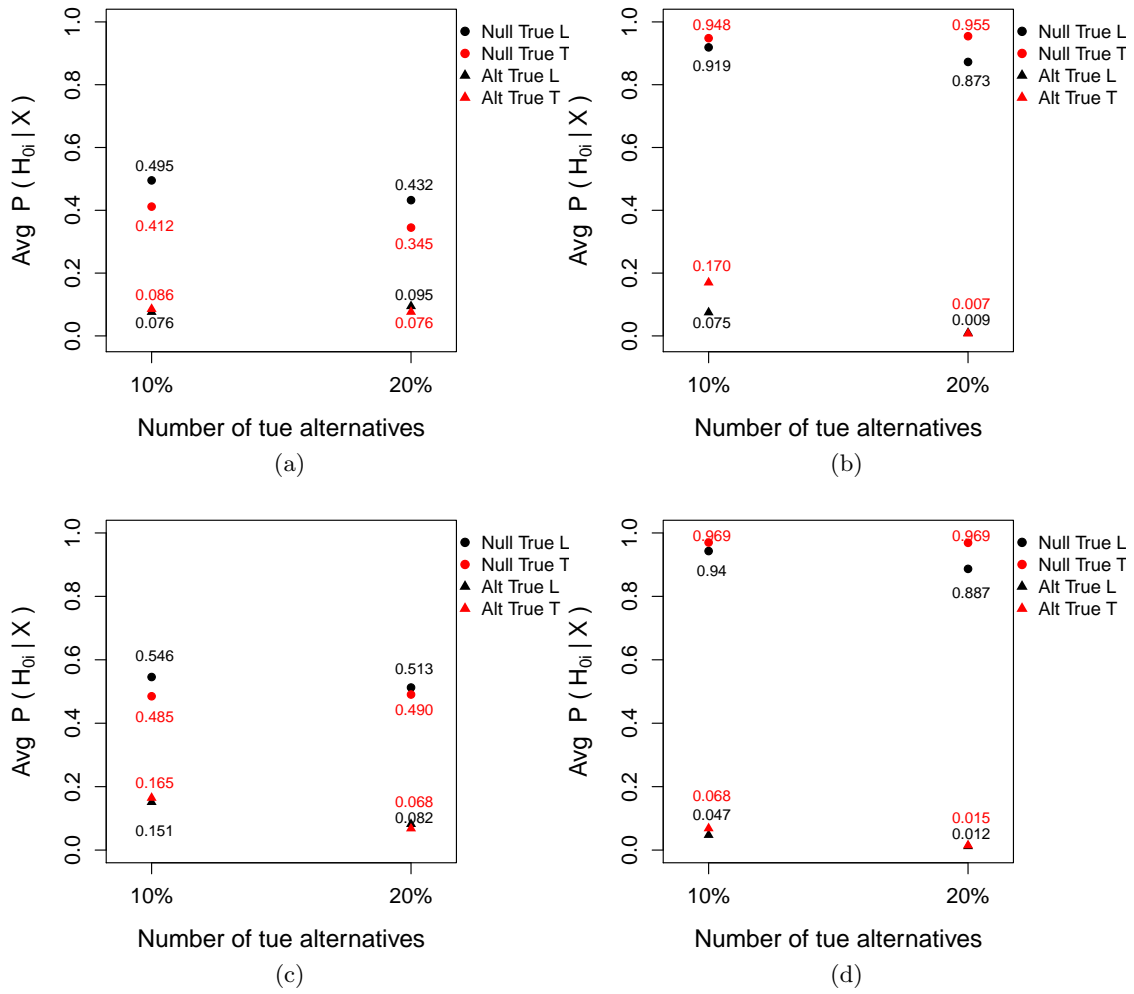 1.0
0.8
0.6
0.4
0.2
0.0
Avg P ( H0i | X )
0.495
0.412
0.432
0.345
0.086
0.076
0.095
0.076
10% 20%
Number of tue alternatives
(a)
Null True L
Null True T
Alt True L
Alt True T
1.0
0.8
0.6
0.4
0.2
0.0
Avg P ( H0i | X )
0.948
0.919
0.955
0.873
0.170
0.075
0.007
0.009
10% 20%
Number of tue alternatives
(b)
Null True L
Null True T
Alt True L
Alt True T
1.0
0.8
0.6
0.4
0.2
0.0
Avg P ( H0i | X )
0.546
0.485
0.513
0.490
0.165
0.151
0.068
0.082
10% 20%
Number of tue alternatives
(c)
Null True L
Null True T
Alt True L
Alt True T
1.0
0.8
0.6
0.4
0.2
0.0
Avg P ( H0i | X )
0.969
0.94
0.969
0.887
0.068
0.047
0.015
0.012
10% 20%
Number of tue alternatives
(d)
Null True L
Null True T
Alt True L
Alt True T